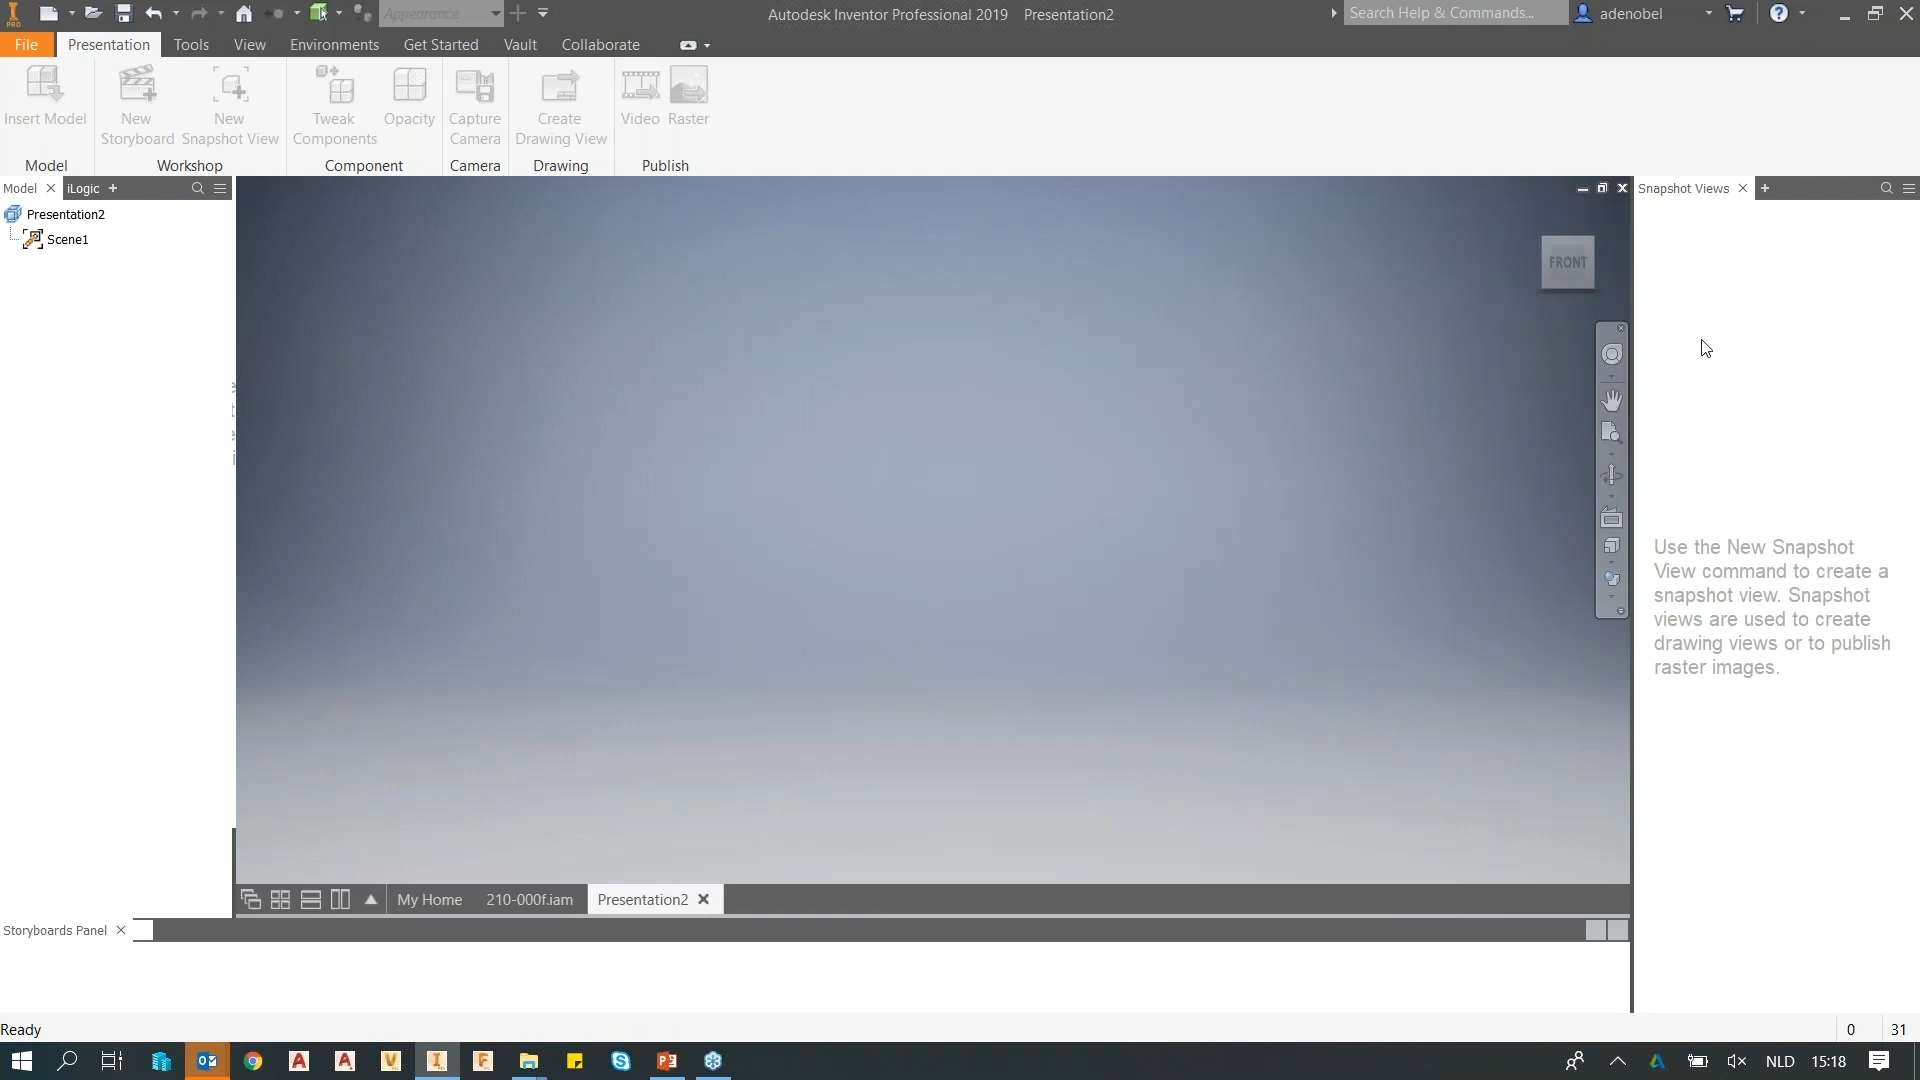 Appearance
Autodesk Inventor Professional 2019 Presentation2
Search Help & Commands...
adenobel
File Presentation Tools View Environments Get Started Vault Collaborate
Insert Model
New Storyboard
New Snapshot View
Tweak Components
Opacity
Capture Camera
Create Drawing View
Video
Raster
Model Workshop Component Camera Drawing Publish
Model iLogic
Presentation2
Scene1
FRONT
Snapshot Views
Use the New Snapshot
View command to create a
snapshot view. Snapshot
views are used to create
drawing views or to publish
raster images.
My Home 210-000f.iam Presentation2
Storyboards Panel
Ready
0 31
NLD 15:18